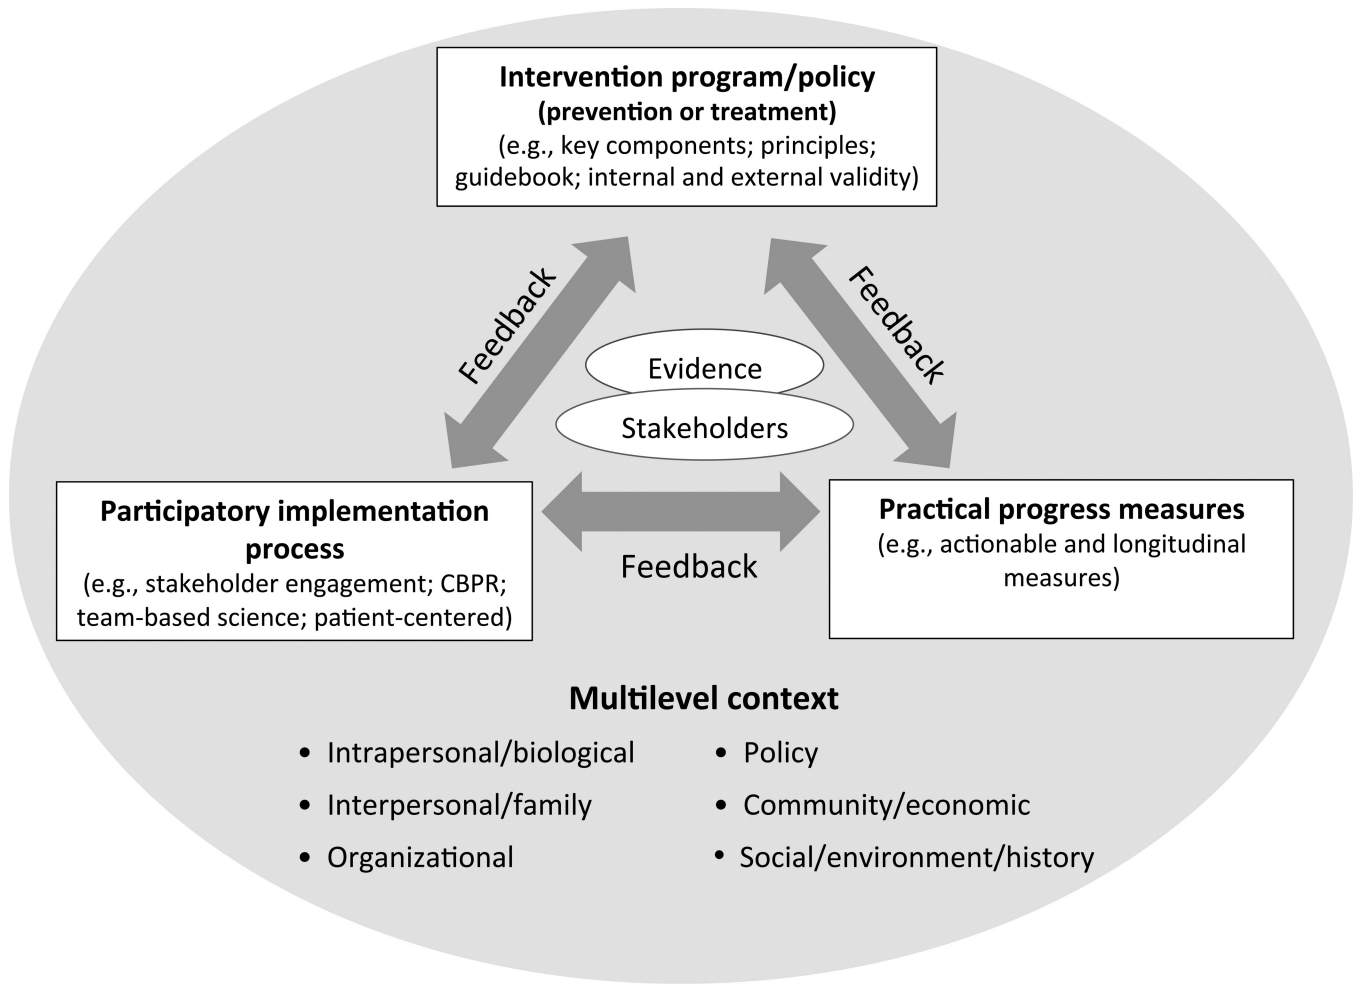 Intervention program/policy
(prevention or treatment)
(e.g., key components; principles;
guidebook; internal and external validity)
Feedback
Feedback
Evidence
Stakeholders
Participatory implementation
process
(e.g., stakeholder engagement; CBPR;
team-based science; patient-centered)
Feedback
Practical progress measures
(e.g., actionable and longitudinal
measures)
Multilevel context
• Intrapersonal/biological
• Interpersonal/family
• Organizational
• Policy
• Community/economic
• Social/environment/history